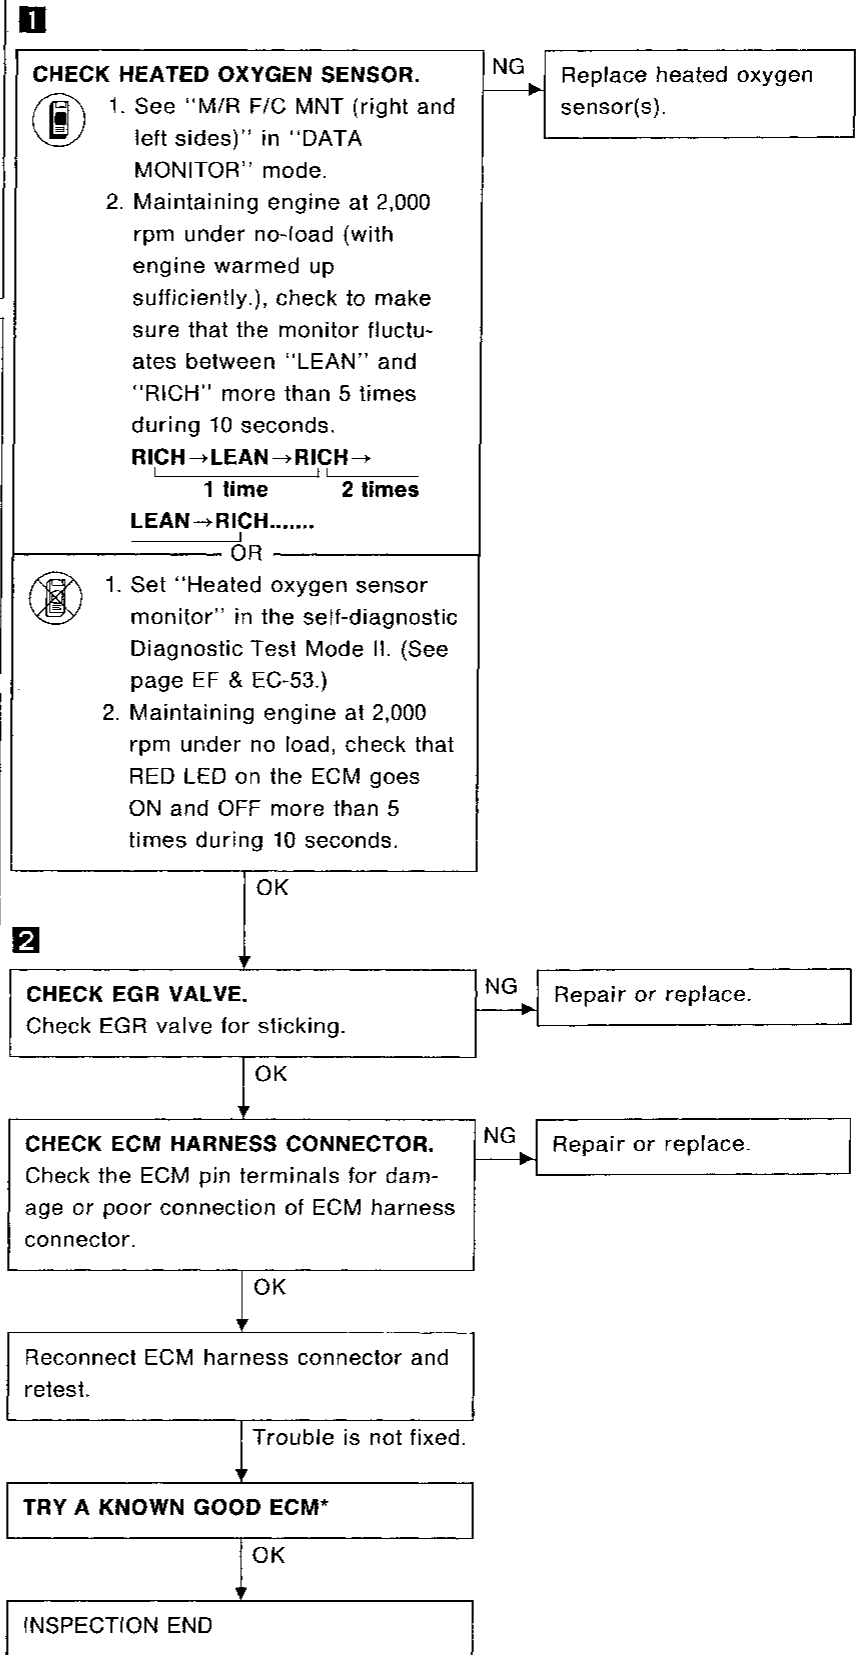 1
CHECK HEATED OXYGEN SENSOR.
1. See "M/R F/C MNT (right and
left sides)" in "DATA
MONITOR" mode.
2. Maintaining engine at 2,000
rpm under no-load (with
engine warmed up
sufficiently.), check to make
sure that the monitor fluctu-
ates between "LEAN" and
"RICH" more than 5 times
during 10 seconds.
RICH→LEAN→RICH→
1 time 2 times
LEAN→RICH.......
NG
Replace heated oxygen
sensor(s).
OR
1. Set "Heated oxygen sensor
monitor" in the self-diagnostic
Diagnostic Test Mode II. (See
page EF & EC-53.)
2. Maintaining engine at 2,000
rpm under no load, check that
RED LED on the ECM goes
ON and OFF more than 5
times during 10 seconds.
OK
2
CHECK EGR VALVE.
Check EGR valve for sticking.
NG
Repair or replace.
OK
CHECK ECM HARNESS CONNECTOR.
Check the ECM pin terminals for dam-
age or poor connection of ECM harness
connector.
NG
Repair or replace.
OK
Reconnect ECM harness connector and
retest.
Trouble is not fixed.
TRY A KNOWN GOOD ECM*
OK
INSPECTION END